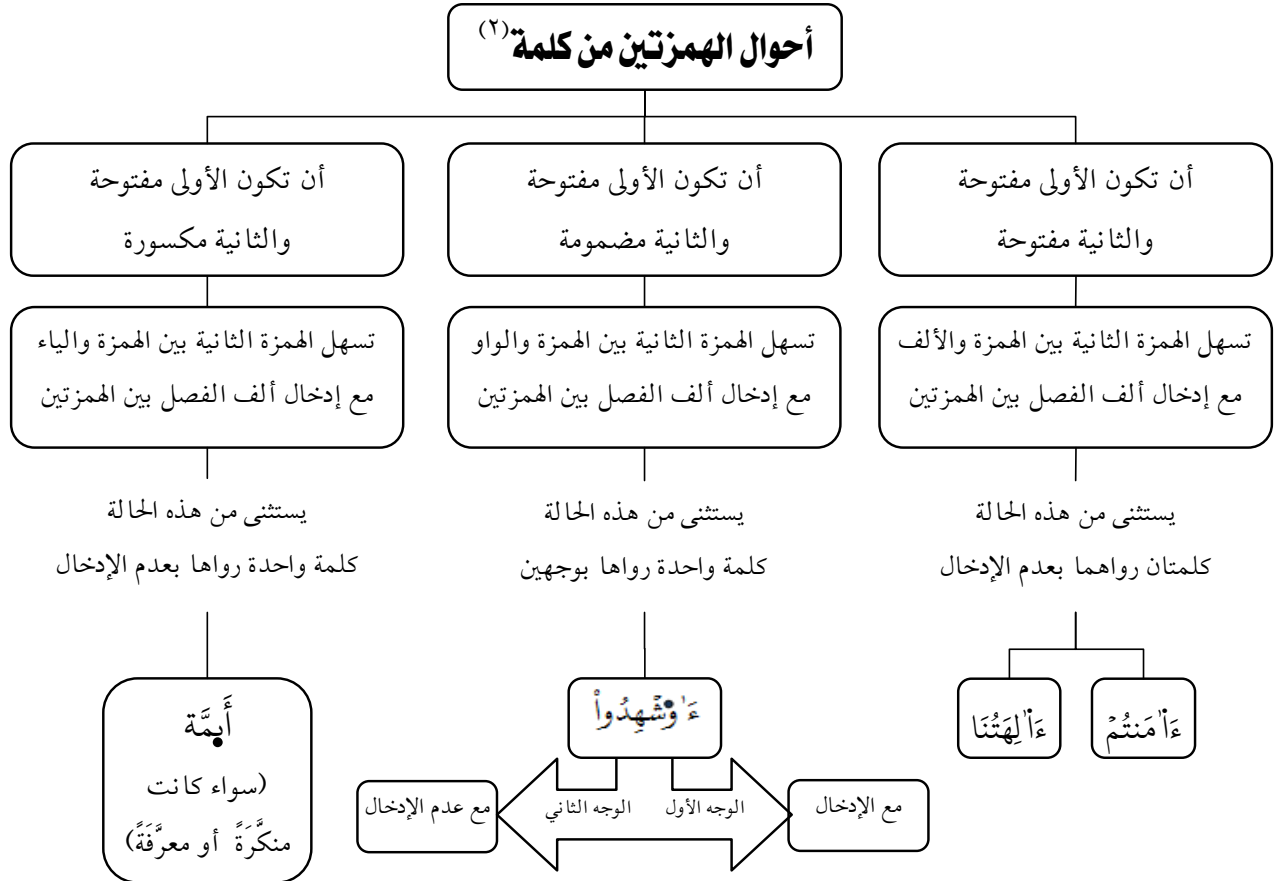 أحوال الهمزتين من كلمة(٢)
أن تكون الأولى مفتوحة
والثانية مفتوحة
أن تكون الأولى مفتوحة
والثانية مضمومة
أن تكون الأولى مفتوحة
والثانية مكسورة
تسهل الهمزة الثانية بين الهمزة والألف
مع إدخال ألف الفصل بين الهمزتين
تسهل الهمزة الثانية بين الهمزة والواو
مع إدخال ألف الفصل بين الهمزتين
تسهل الهمزة الثانية بين الهمزة والياء
مع إدخال ألف الفصل بين الهمزتين
يستثنى من هذه الحالة
كلمتان رواهما بعدم الإدخال
يستثنى من هذه الحالة
كلمة واحدة رواها بوجهين
يستثنى من هذه الحالة
كلمة واحدة رواها بعدم الإدخال
ءَا۬مَنتُمْ
ءَا۬لِهَتُنَا
ءَا۟وُ۬شْهِدُواْ
أَي۪مَّة
(سواء كانت
منكَّرَةً أو معرَّفَةً)
مع الإدخال
الوجه الأول
الوجه الثاني
مع عدم الإدخال